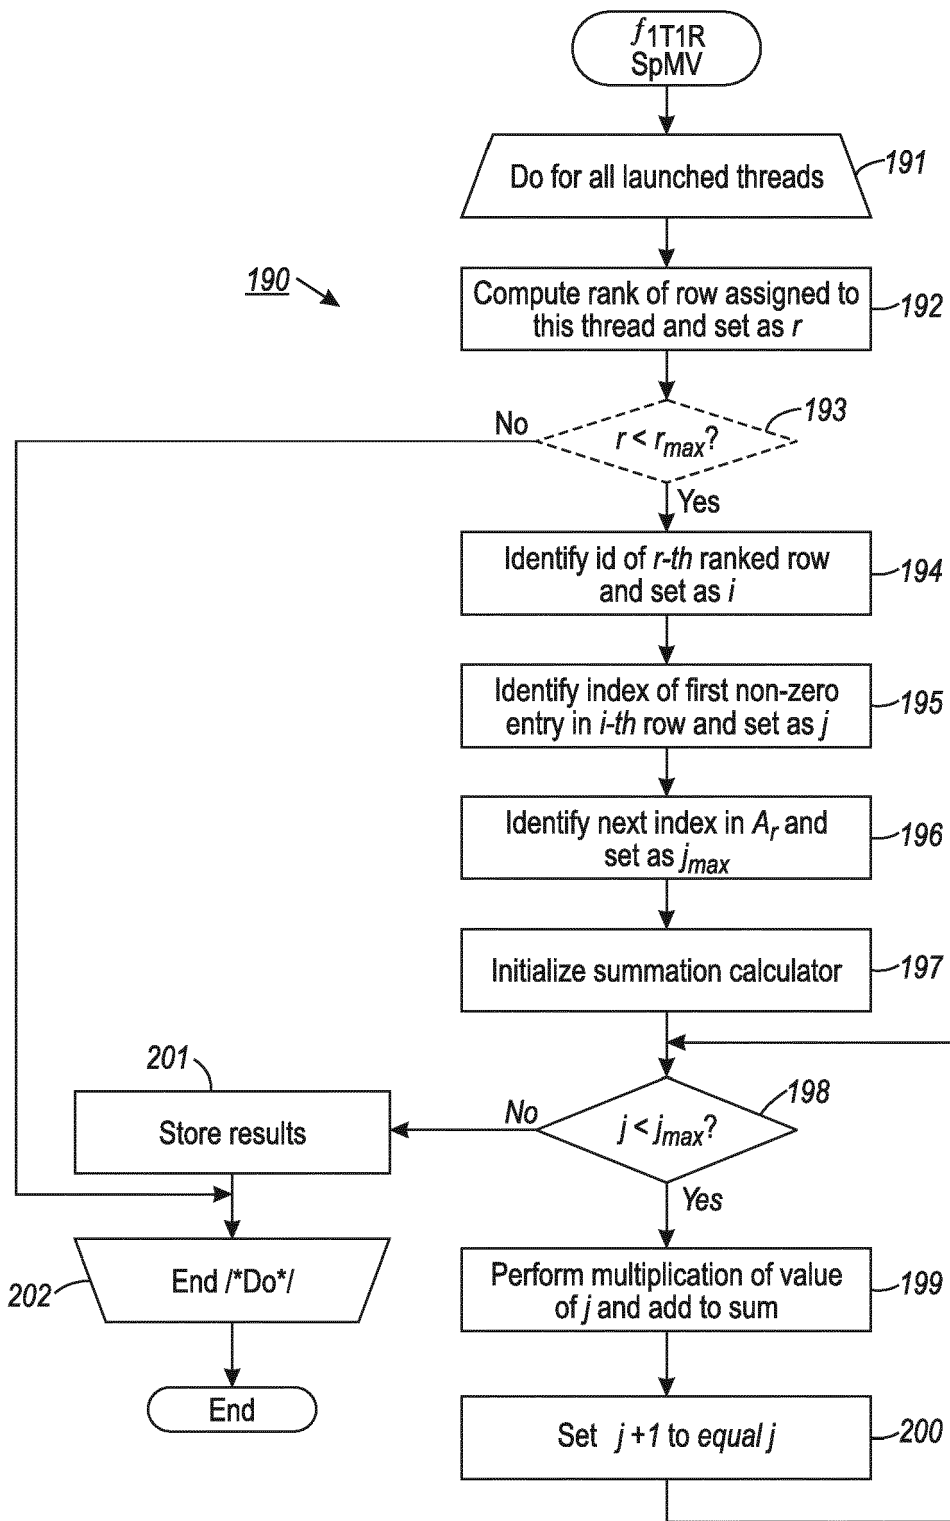 f1T1R
SpMV
Do for all launched threads
191
190
Compute rank of row assigned to
this thread and set as r
192
No
r < rmax?
193
Yes
Identify id of r-th ranked row
and set as i
194
Identify index of first non-zero
entry in i-th row and set as j
195
Identify next index in Ar and
set as jmax
196
Initialize summation calculator
197
201
Store results
No
j < jmax?
198
Yes
202
End /*Do*/
Perform multiplication of value
of j and add to sum
199
End
Set j +1 to equal j
200